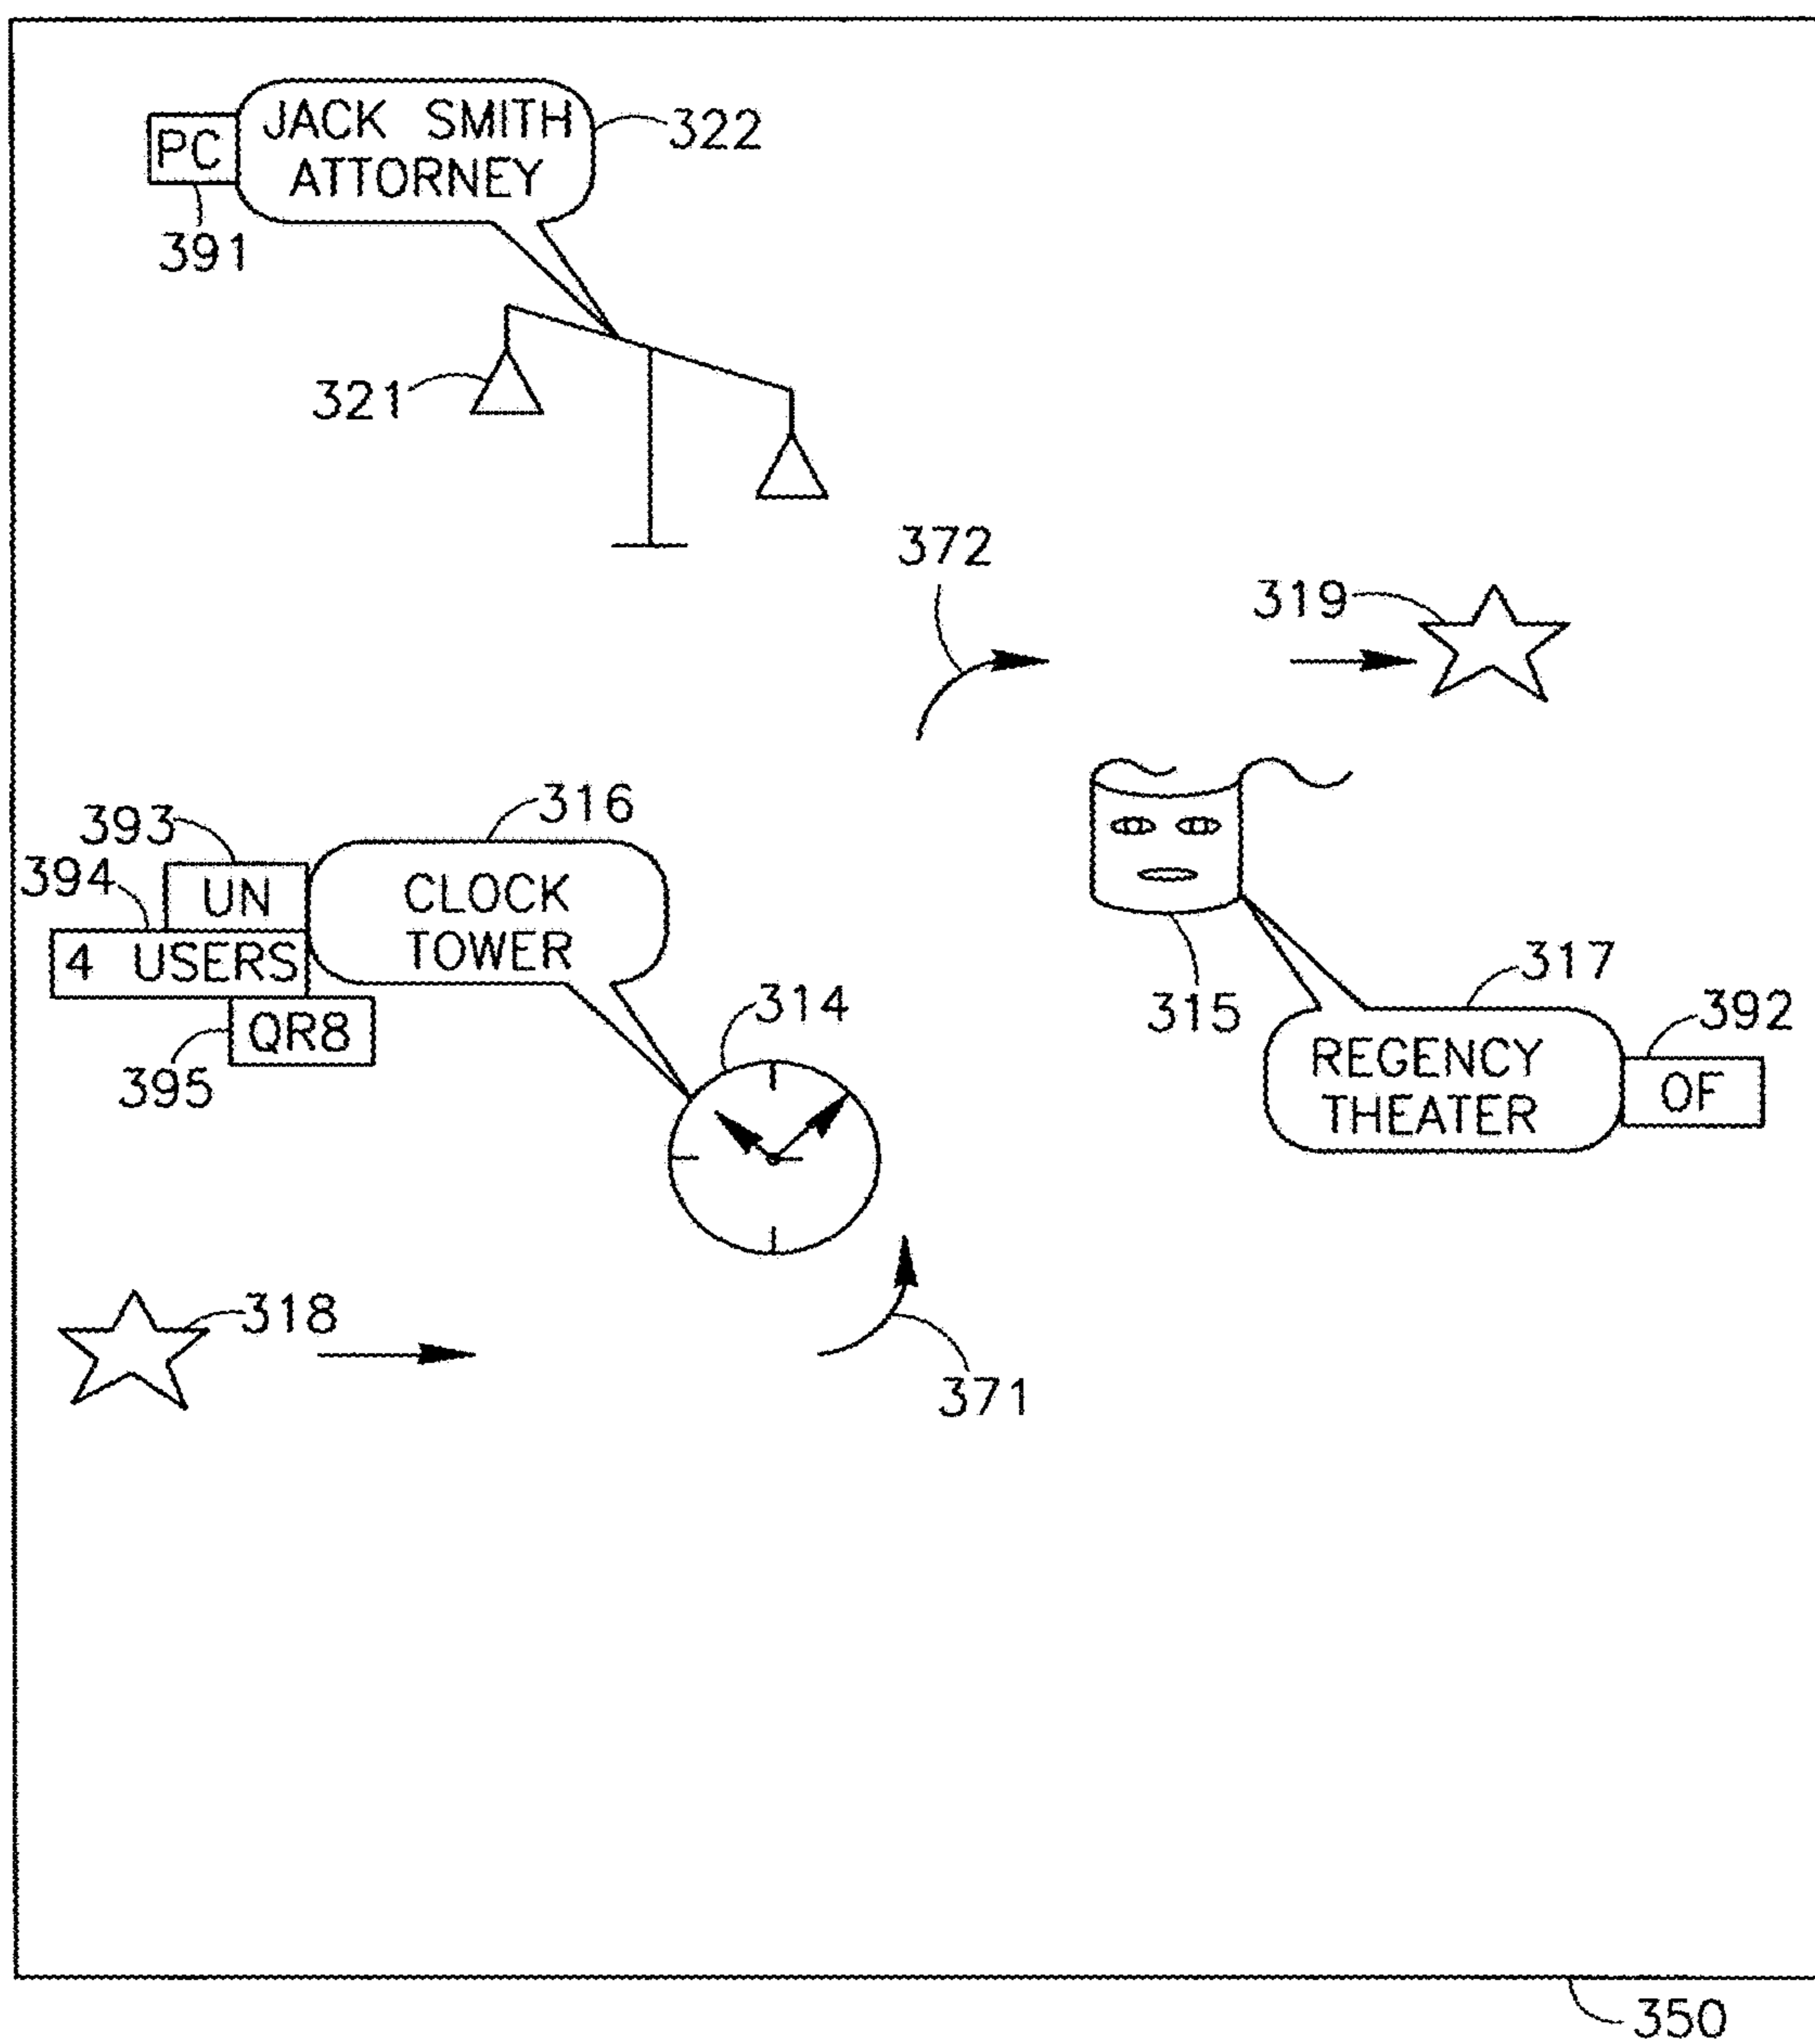 PC
JACK SMITH
ATTORNEY
322
391
321
372
319
316
393
394
UN
CLOCK
TOWER
4 USERS
QR8
395
314
315
317
392
REGENCY
THEATER
OF
318
371
350